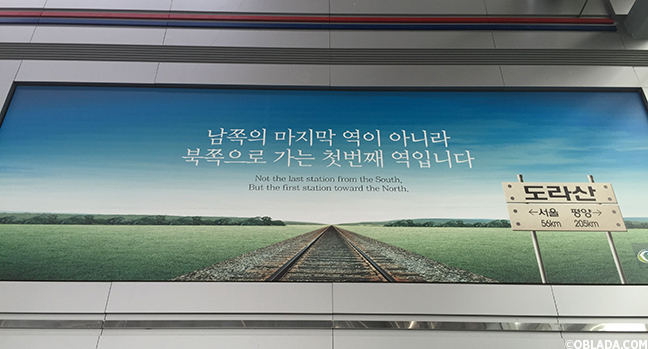 남쪽의 마지막 역이 아니라
북쪽으로 가는 첫번째 역입니다
Not the last station from the South,
But the first station toward the North.
도라산
←서울 평양→
56km 205km
©OBLADA.COM